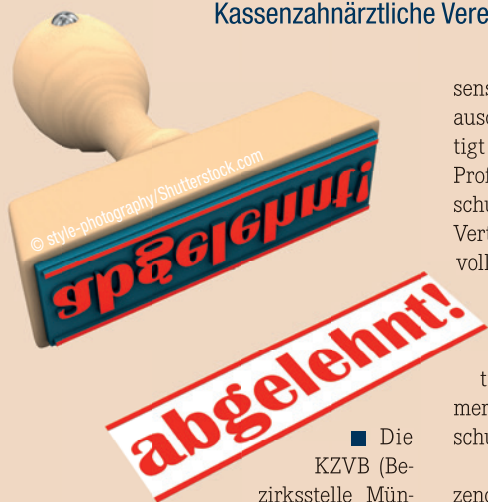 Kassenzahnärztliche Vere
© style-photography/Shutterstock.com
abgelehnt!
abgelehnt!
■ Die
KZVB (Be-
zirksstelle Mün-
sens
ausc
tigt
Prof
schu
Vert
voll
t
mer
schu
zend